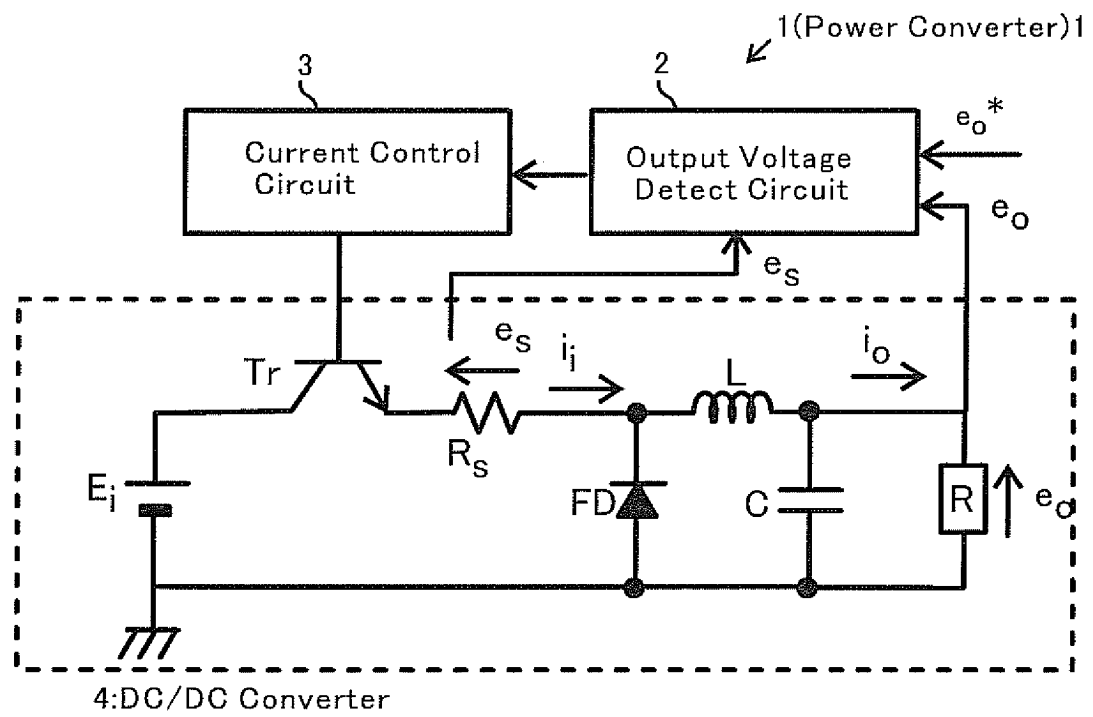 1(Power Converter)1
3
2
Current Control
Circuit
Output Voltage
Detect Circuit
eo*
eo
es
es
ii
io
Tr
L
Rs
Ei
FD
C
R
eo
4:DC/DC Converter